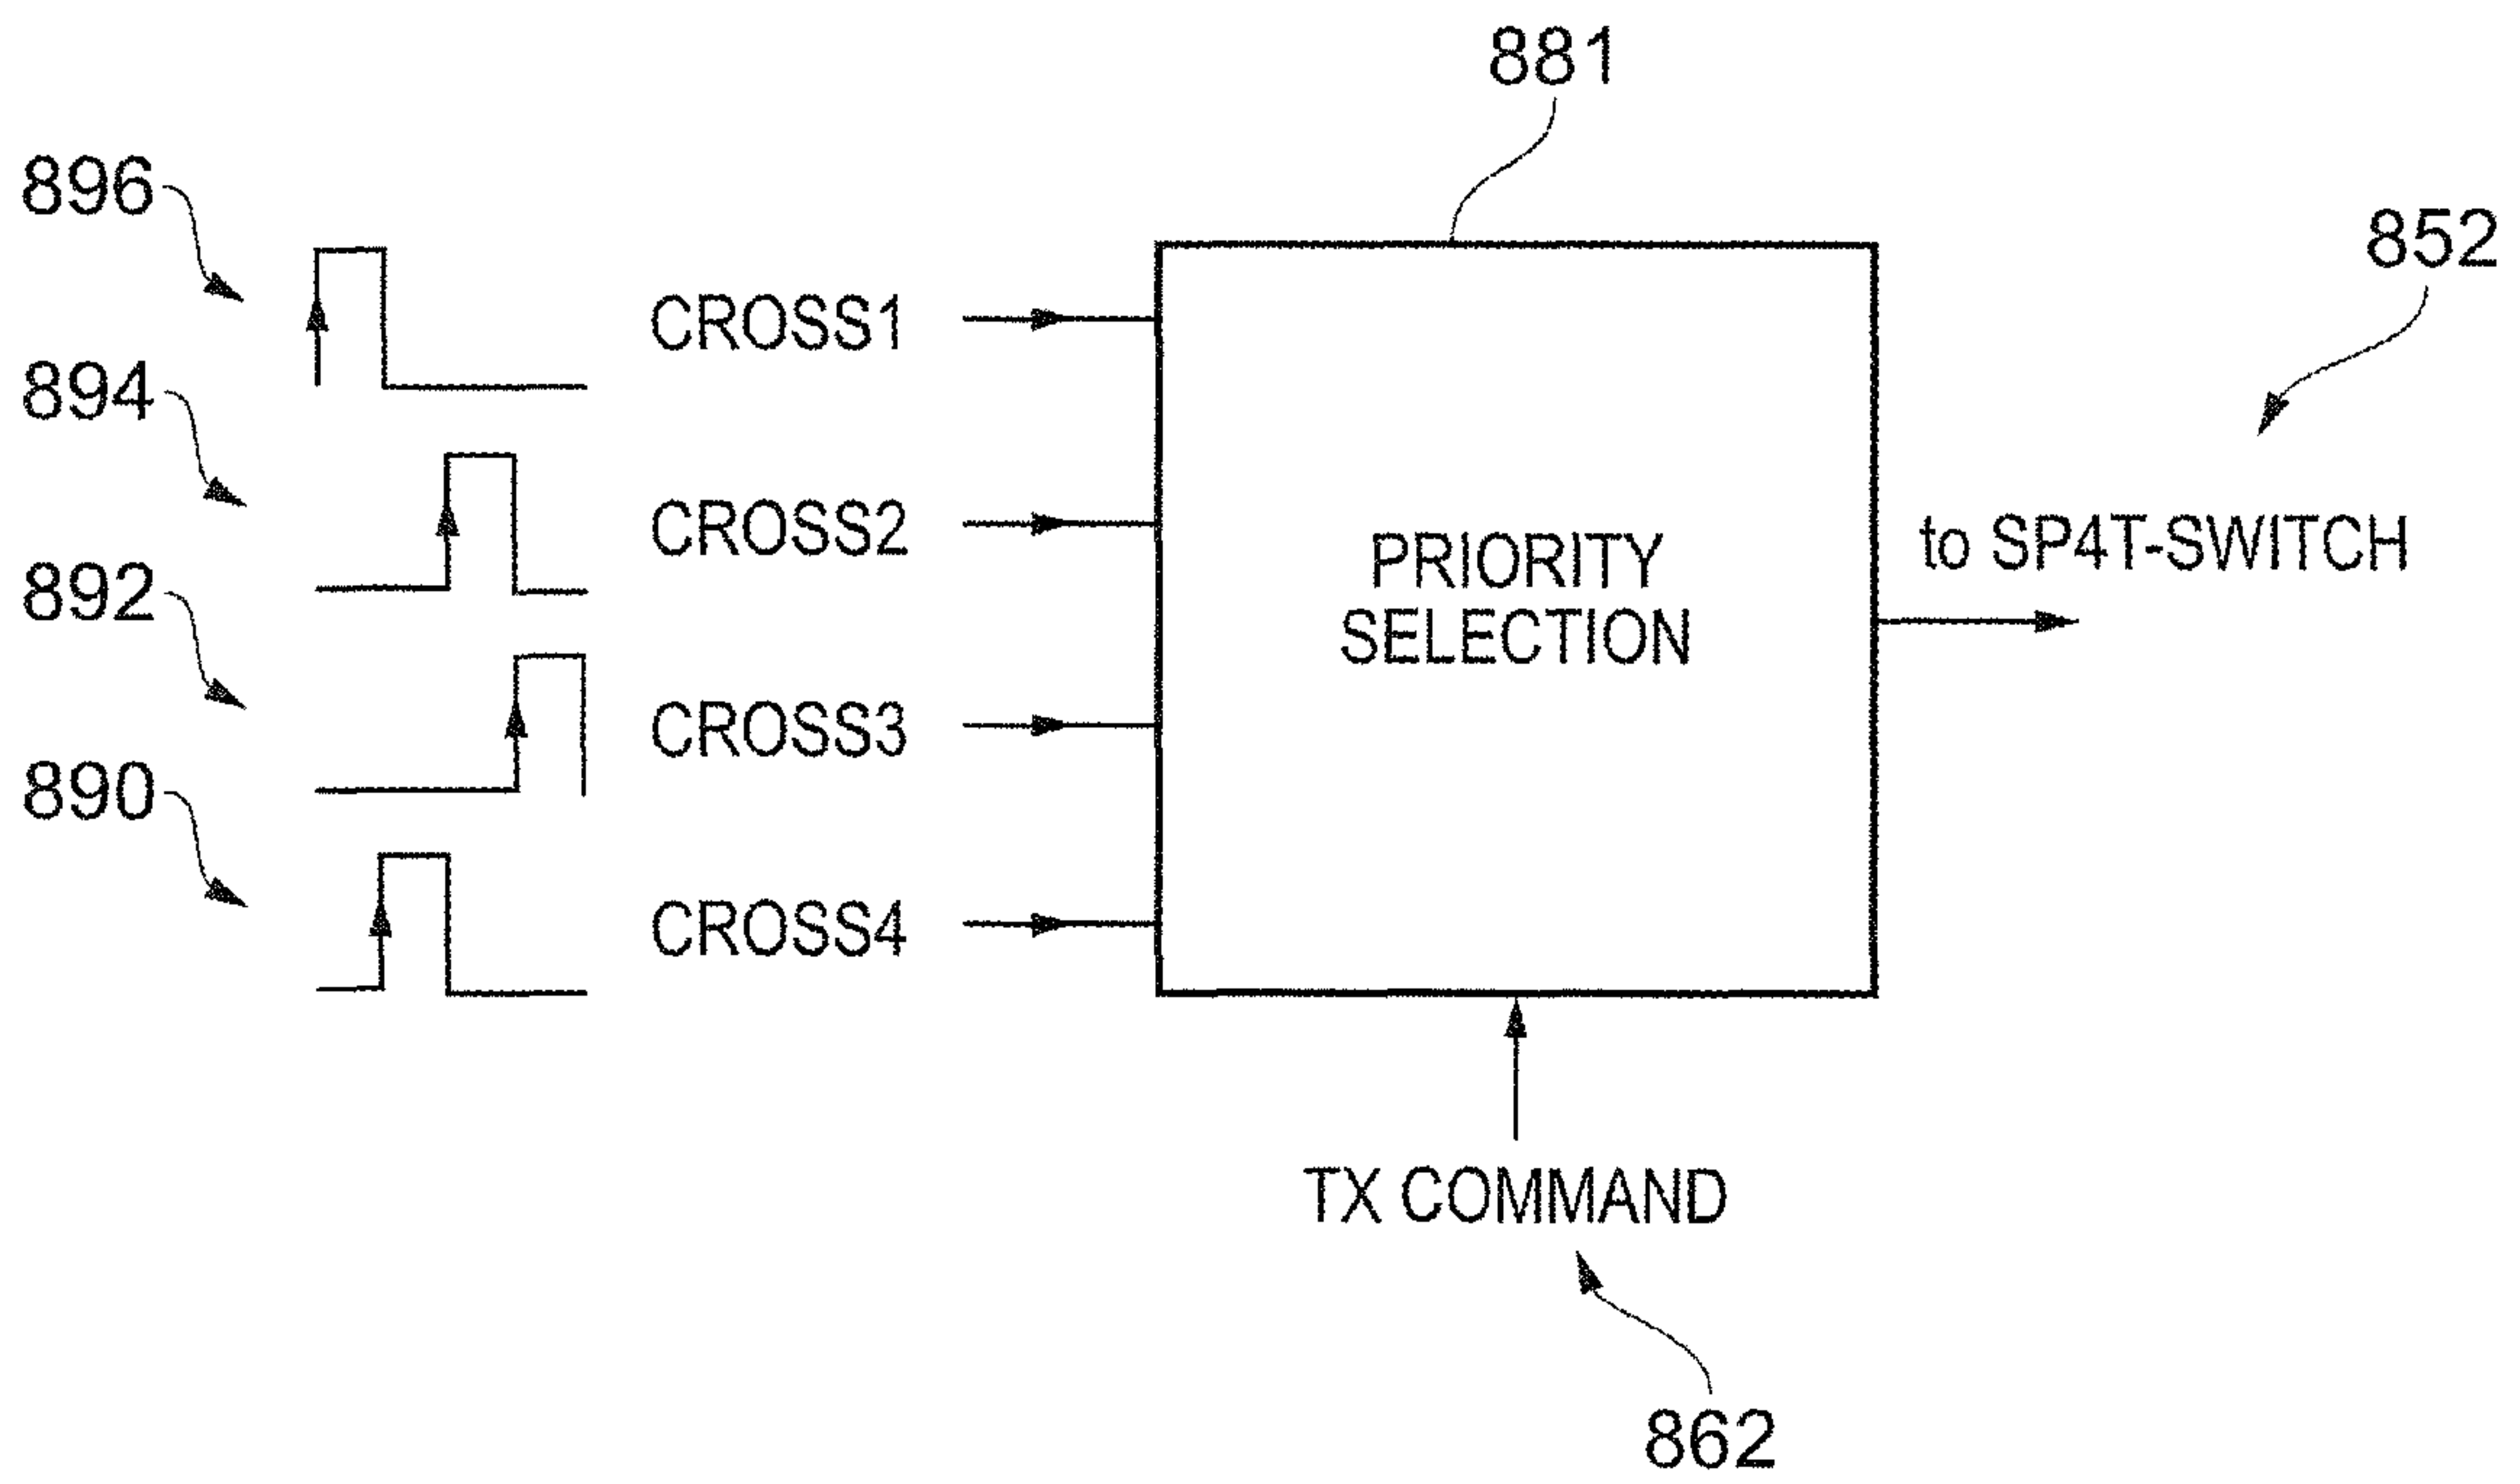 881
896
852
CROSS1
894
CROSS2
to SP4T-SWITCH
PRIORITY
SELECTION
892
CROSS3
890
CROSS4
TX COMMAND
862